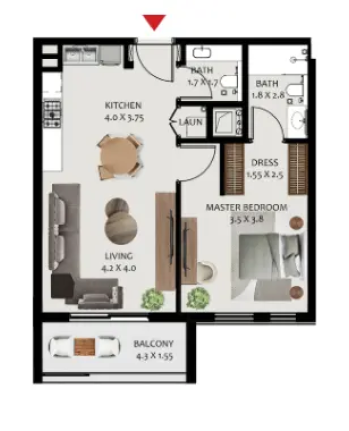 BATH
1.7 X 1.7
BATH
1.8 X 2.8
KITCHEN
4.0 X 3.75
LAUN
DRESS
1.55 X 2.5
MASTER BEDROOM
3.5 X 3.8
LIVING
4.2 X 4.0
BALCONY
4.3 X 1.55